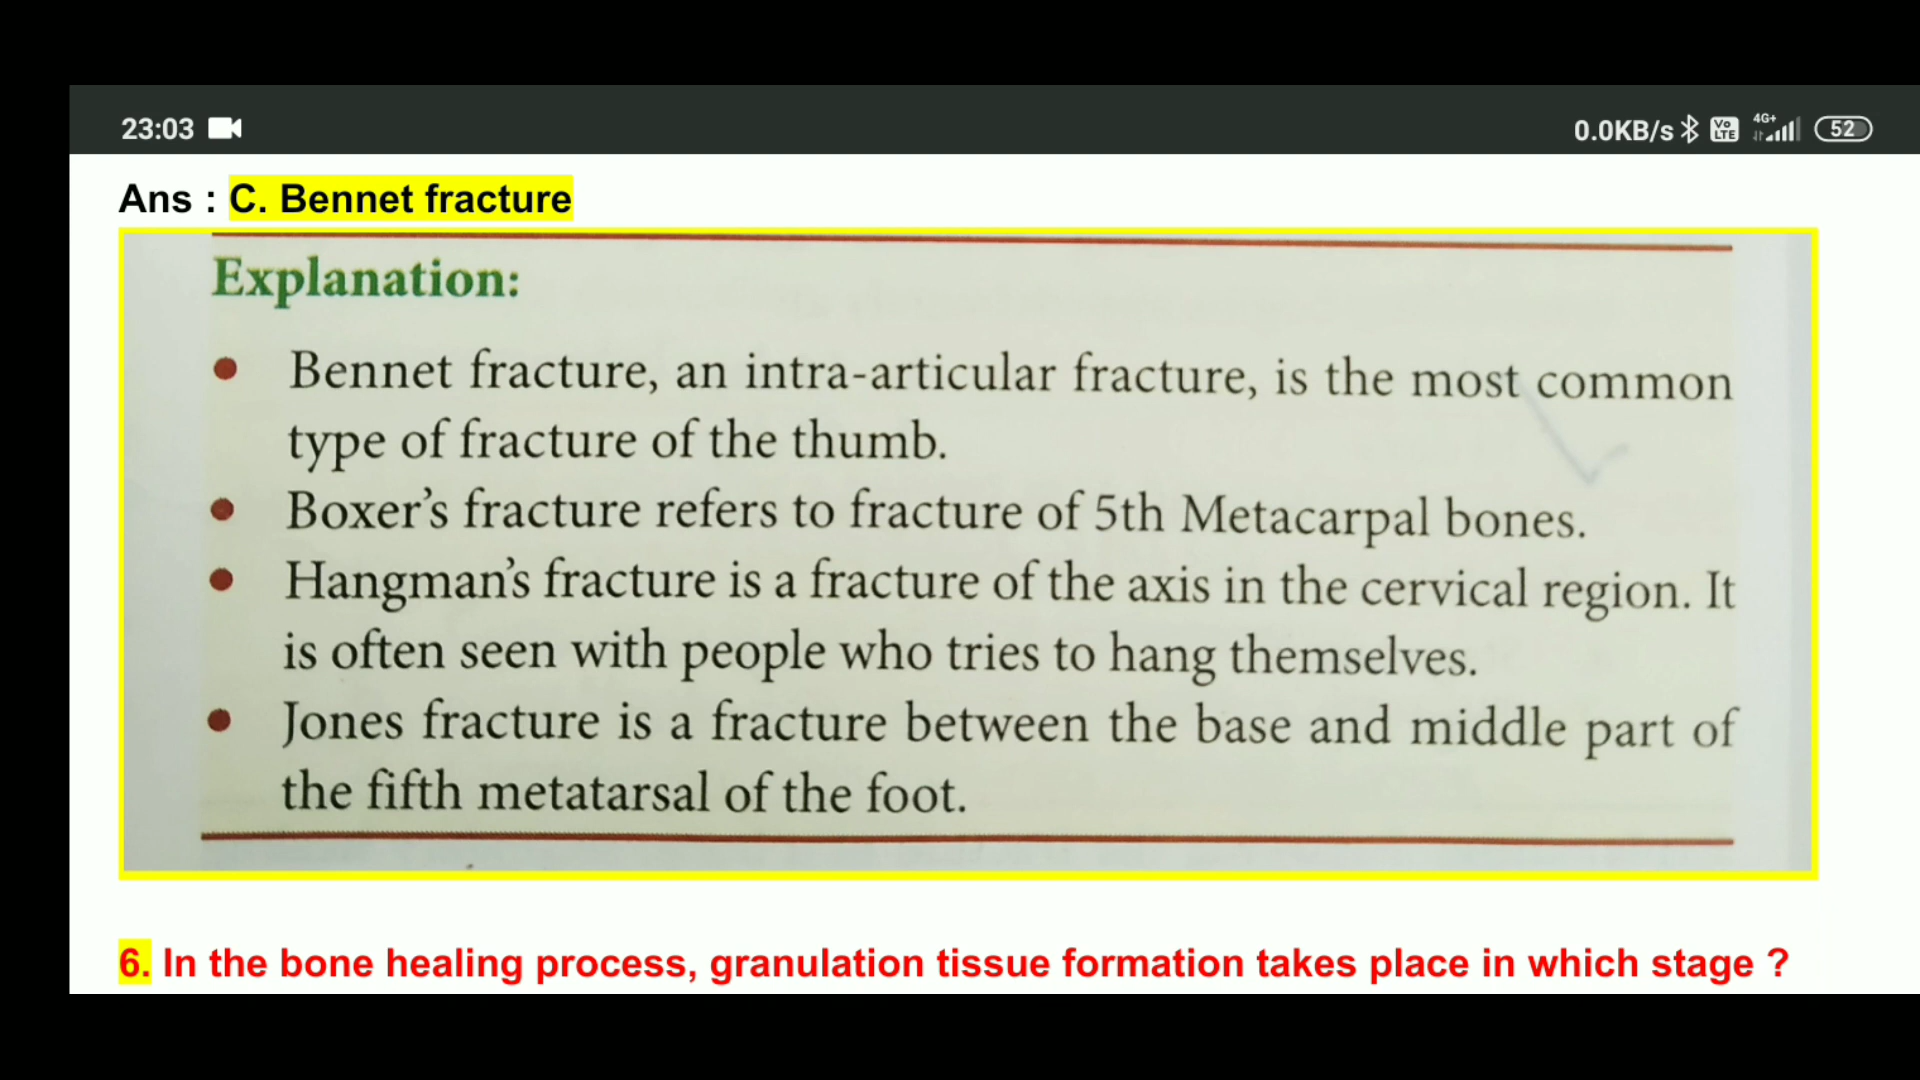 23:03 0.0KB/s Vo LTE 4G+ 52
Ans : C. Bennet fracture
Explanation:
Bennet fracture, an intra-articular fracture, is the most common
type of fracture of the thumb.
Boxer's fracture refers to fracture of 5th Metacarpal bones.
Hangman's fracture is a fracture of the axis in the cervical region. It
is often seen with people who tries to hang themselves.
Jones fracture is a fracture between the base and middle part of
the fifth metatarsal of the foot.
6. In the bone healing process, granulation tissue formation takes place in which stage ?